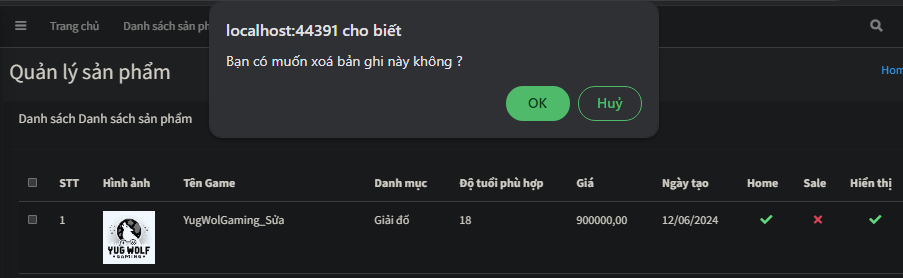 localhost:44391 cho biết
Bạn có muốn xoá bản ghi này không ?
OK Huỷ
Trang chủ Danh sách sản
Quản lý sản phẩm Hom
Danh sách Danh sách sản phẩm
STT Hình ảnh Tên Game Danh mục Độ tuổi phù hợp Giá Ngày tạo Home Sale Hiển thị
1 YugWolGaming_Sửa Giải đố 18 900000,00 12/06/2024
YUG WOLF
GAMING